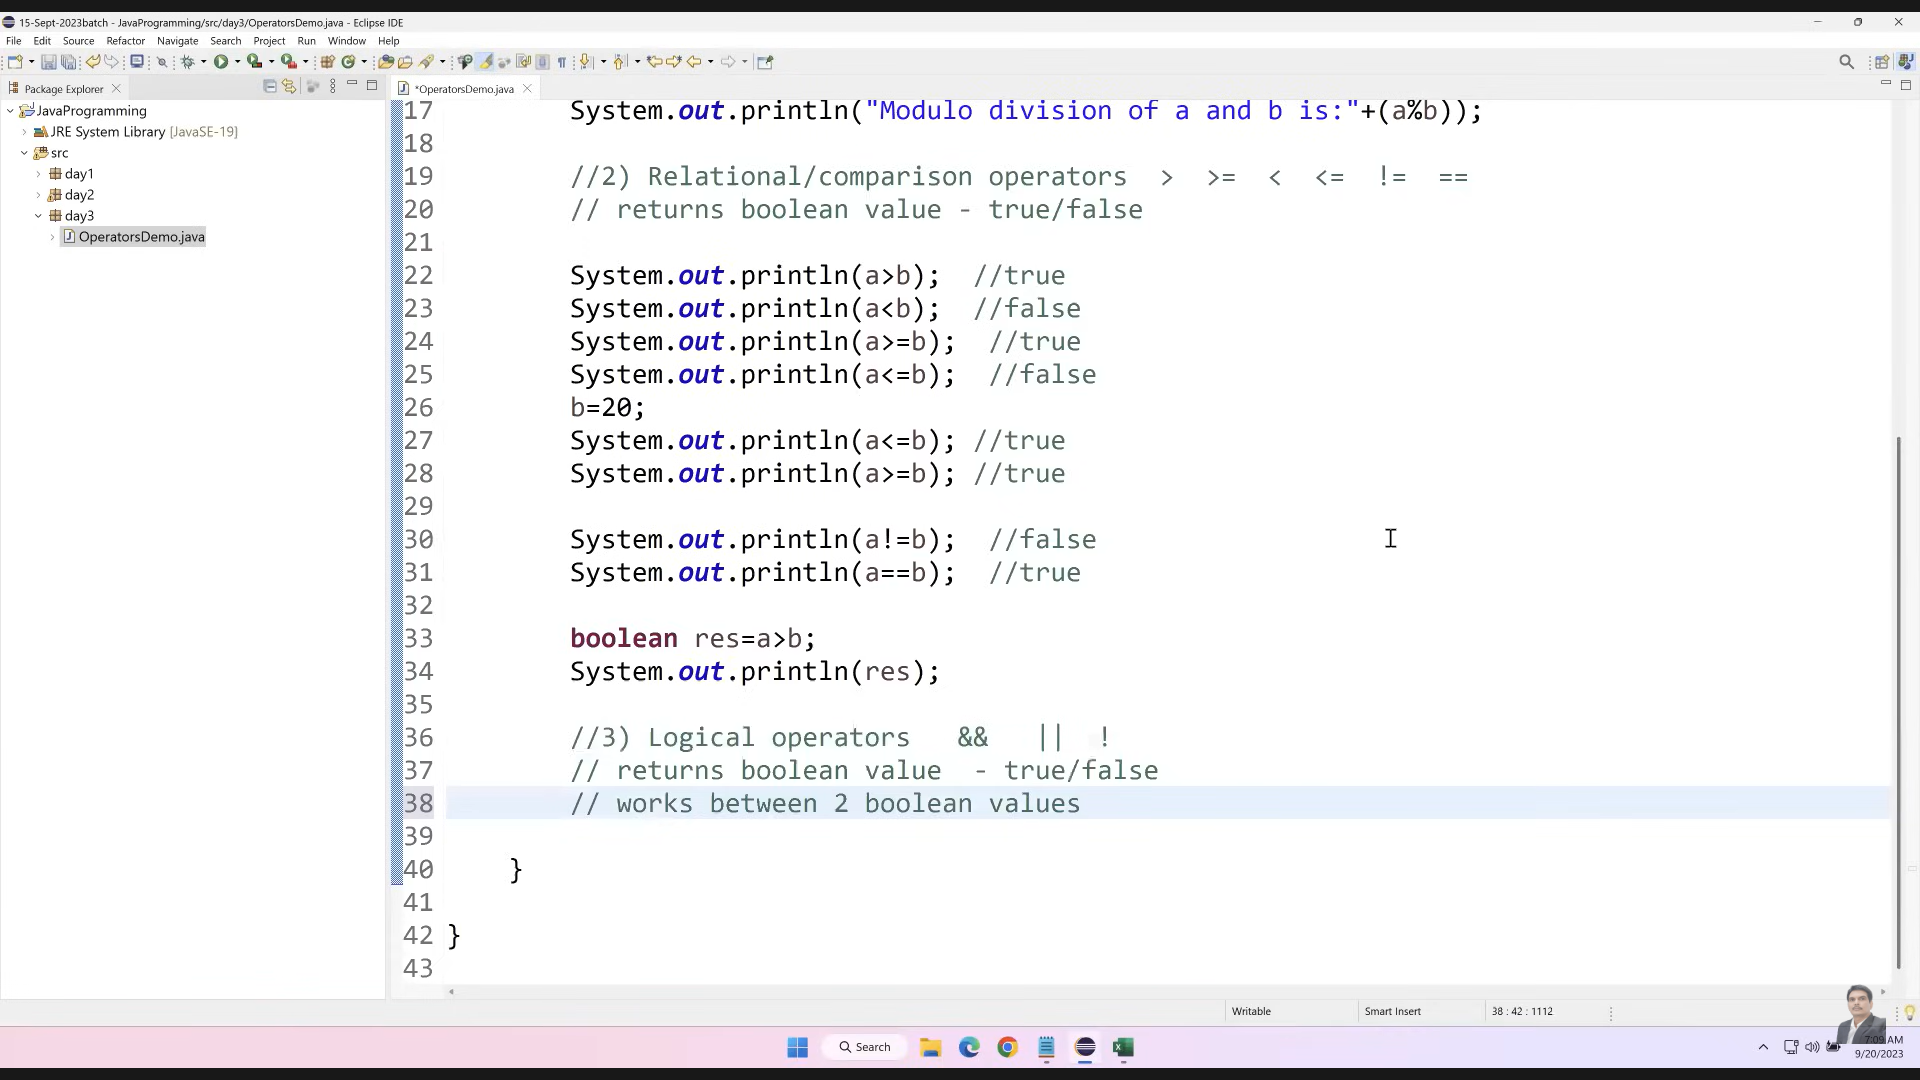 15-Sept-2023batch - JavaProgramming/src/day3/OperatorsDemo.java - Eclipse IDE
File Edit Source Refactor Navigate Search Project Run Window Help
Package Explorer
*OperatorsDemo.java
JavaProgramming
JRE System Library [JavaSE-19]
src
day1
day2
day3
OperatorsDemo.java
17 System.out.println("Modulo division of a and b is:"+(a%b));
18
19 //2) Relational/comparison operators > >= < <= != ==
20 // returns boolean value - true/false
21
22 System.out.println(a>b); //true
23 System.out.println(a<b); //false
24 System.out.println(a>=b); //true
25 System.out.println(a<=b); //false
26 b=20;
27 System.out.println(a<=b); //true
28 System.out.println(a>=b); //true
29
30 System.out.println(a!=b); //false
31 System.out.println(a==b); //true
32
33 boolean res=a>b;
34 System.out.println(res);
35
36 //3) Logical operators && || !
37 // returns boolean value - true/false
38 // works between 2 boolean values
39
40 }
41
42 }
43
Writable Smart Insert 38 : 42 : 1112
Search
7:09 AM
9/20/2023